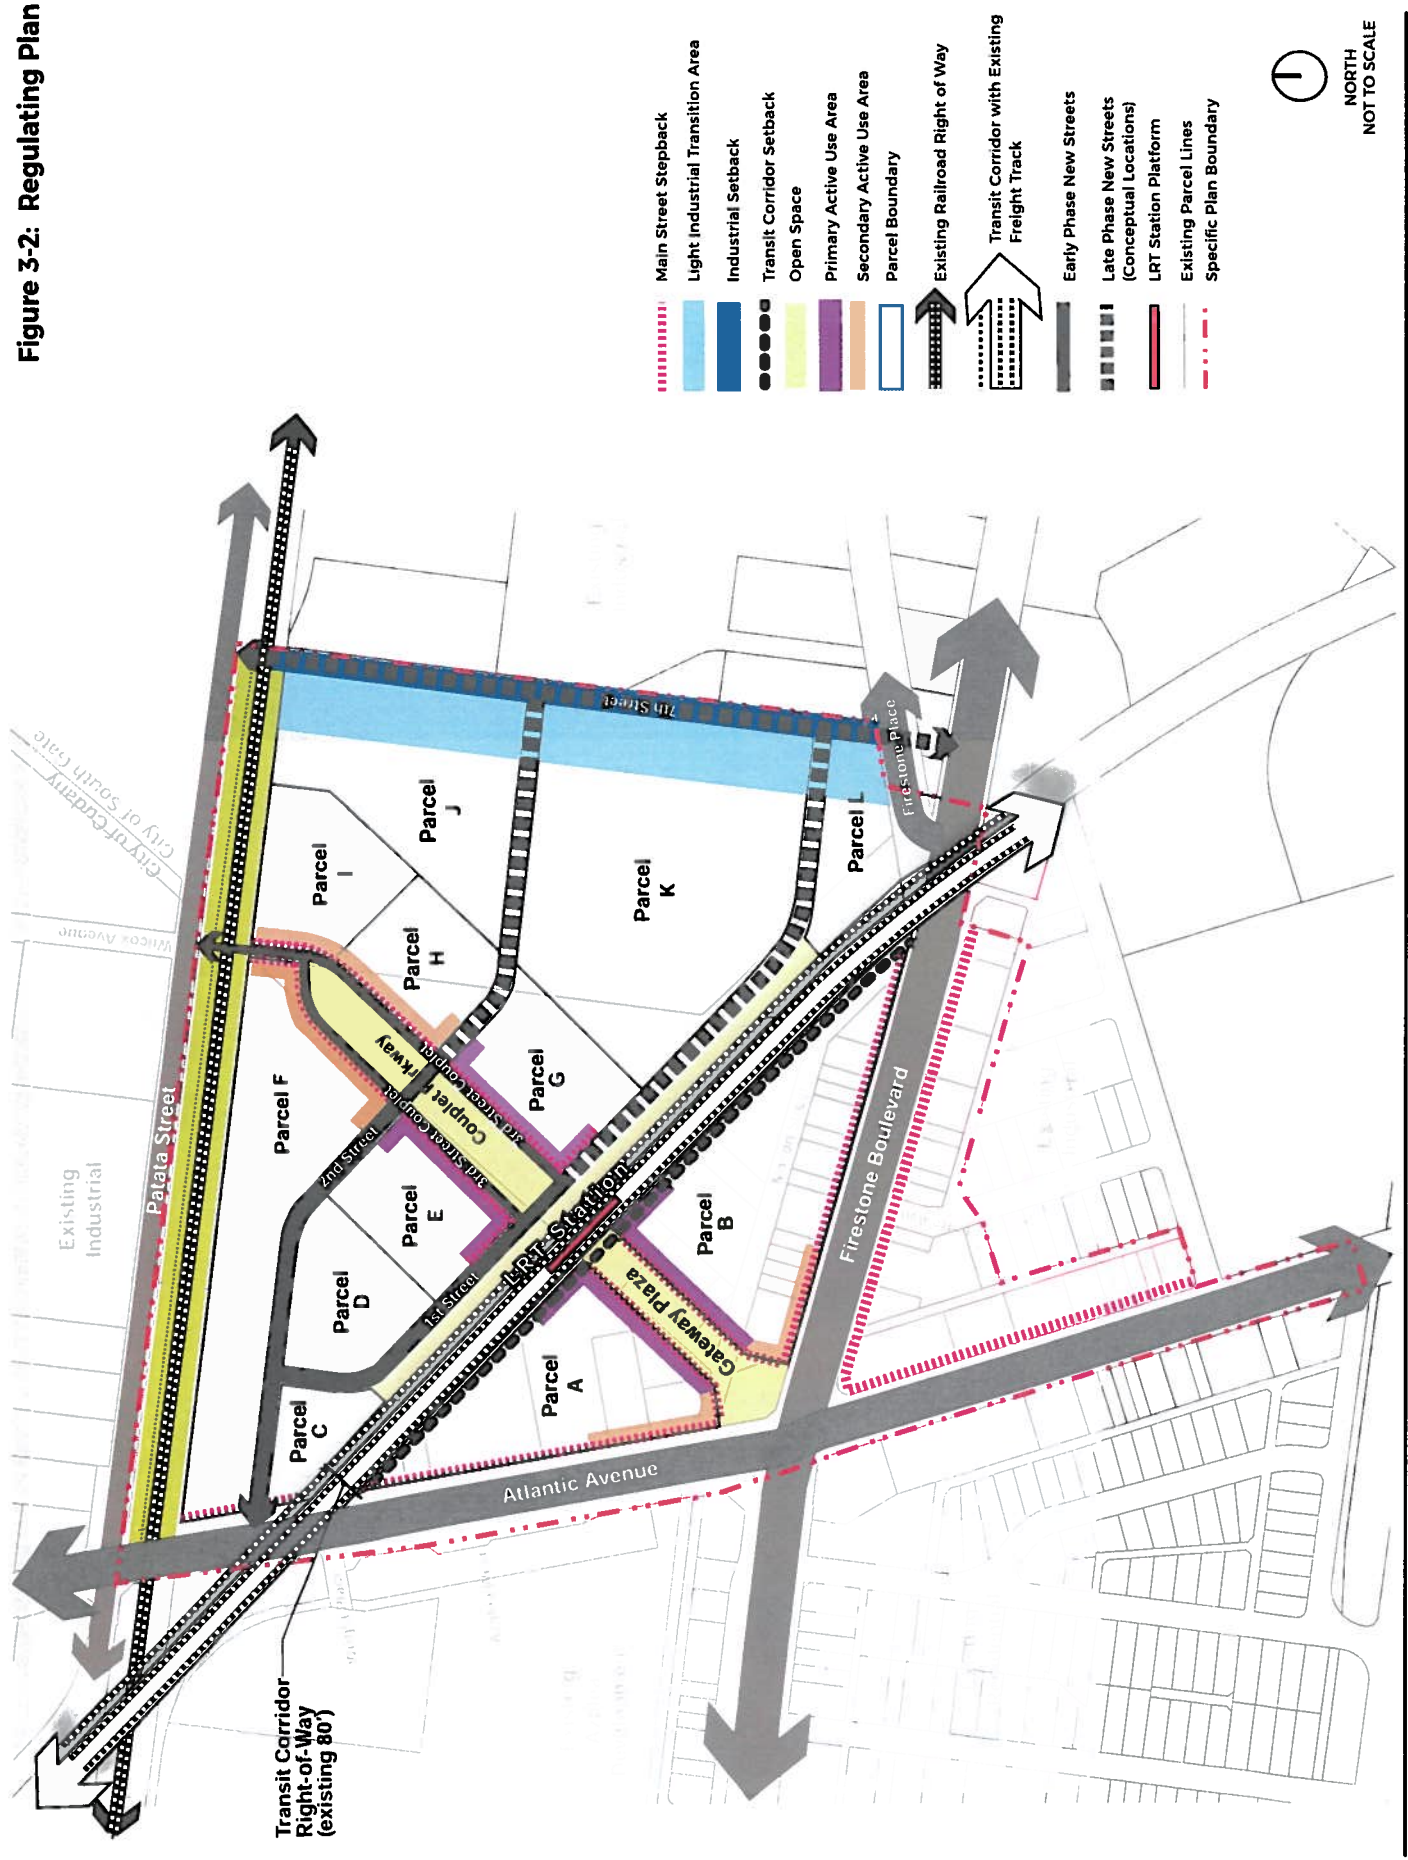 Figure 3-2: Regulating Plan
Main Street Stepback
Light Industrial Transition Area
Industrial Setback
Transit Corridor Setback
Open Space
Primary Active Use Area
Secondary Active Use Area
Parcel Boundary
Existing Railroad Right of Way
Transit Corridor with Existing
Freight Track
Early Phase New Streets
Late Phase New Streets
(Conceptual Locations)
LRT Station Platform
Existing Parcel Lines
Specific Plan Boundary
NORTH
NOT TO SCALE
City of Cudahy
City of South Gate
Wilcox Avenue
Existing
Industrial
Patata Street
Parcel F
Parcel
I
Parcel
J
Parcel
H
Parcel
G
Parcel
K
Parcel L
Parcel
E
Parcel
D
Parcel
C
Parcel
A
Parcel
B
2nd Street
1st Street
3rd Street Couplet
Couplet Parkway
3rd Street Couplet
7th Street
LRT Station
Gateway Plaza
Firestone Place
Firestone Boulevard
Atlantic Avenue
Transit Corridor
Right-of-Way
(existing 80')